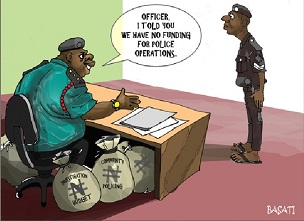 OFFICER,
I TOLD YOU
WE HAVE NO FUNDING
FOR POLICE
OPERATIONS.
INVESTIGATION
₦
BUDGET
COMMUNITY
₦
POLICING
₦
BASATI